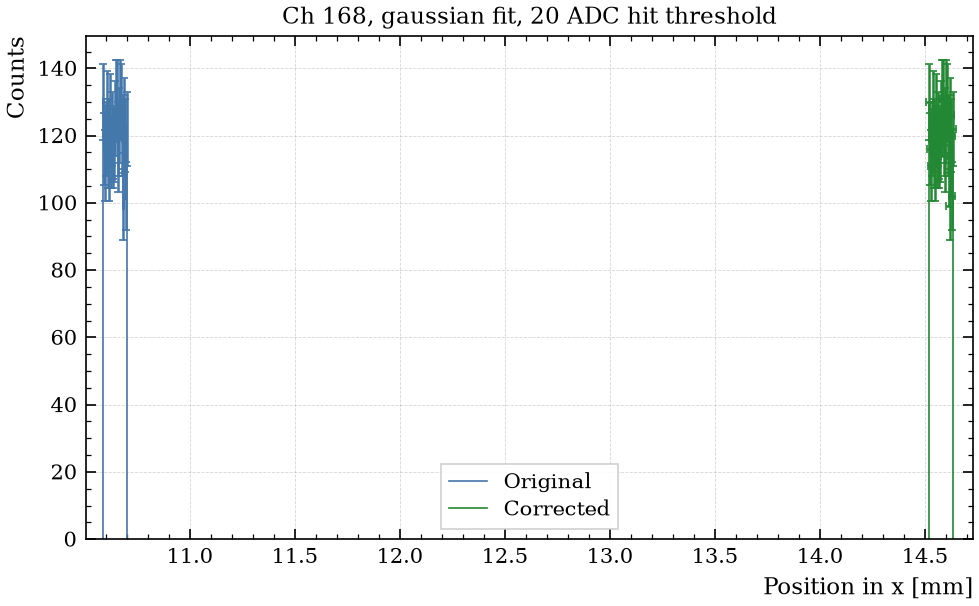 Ch 168, gaussian fit, 20 ADC hit threshold
Counts
140
120
100
80
60
40
20
0
Original
Corrected
11.0 11.5 12.0 12.5 13.0 13.5 14.0 14.5
Position in x [mm]